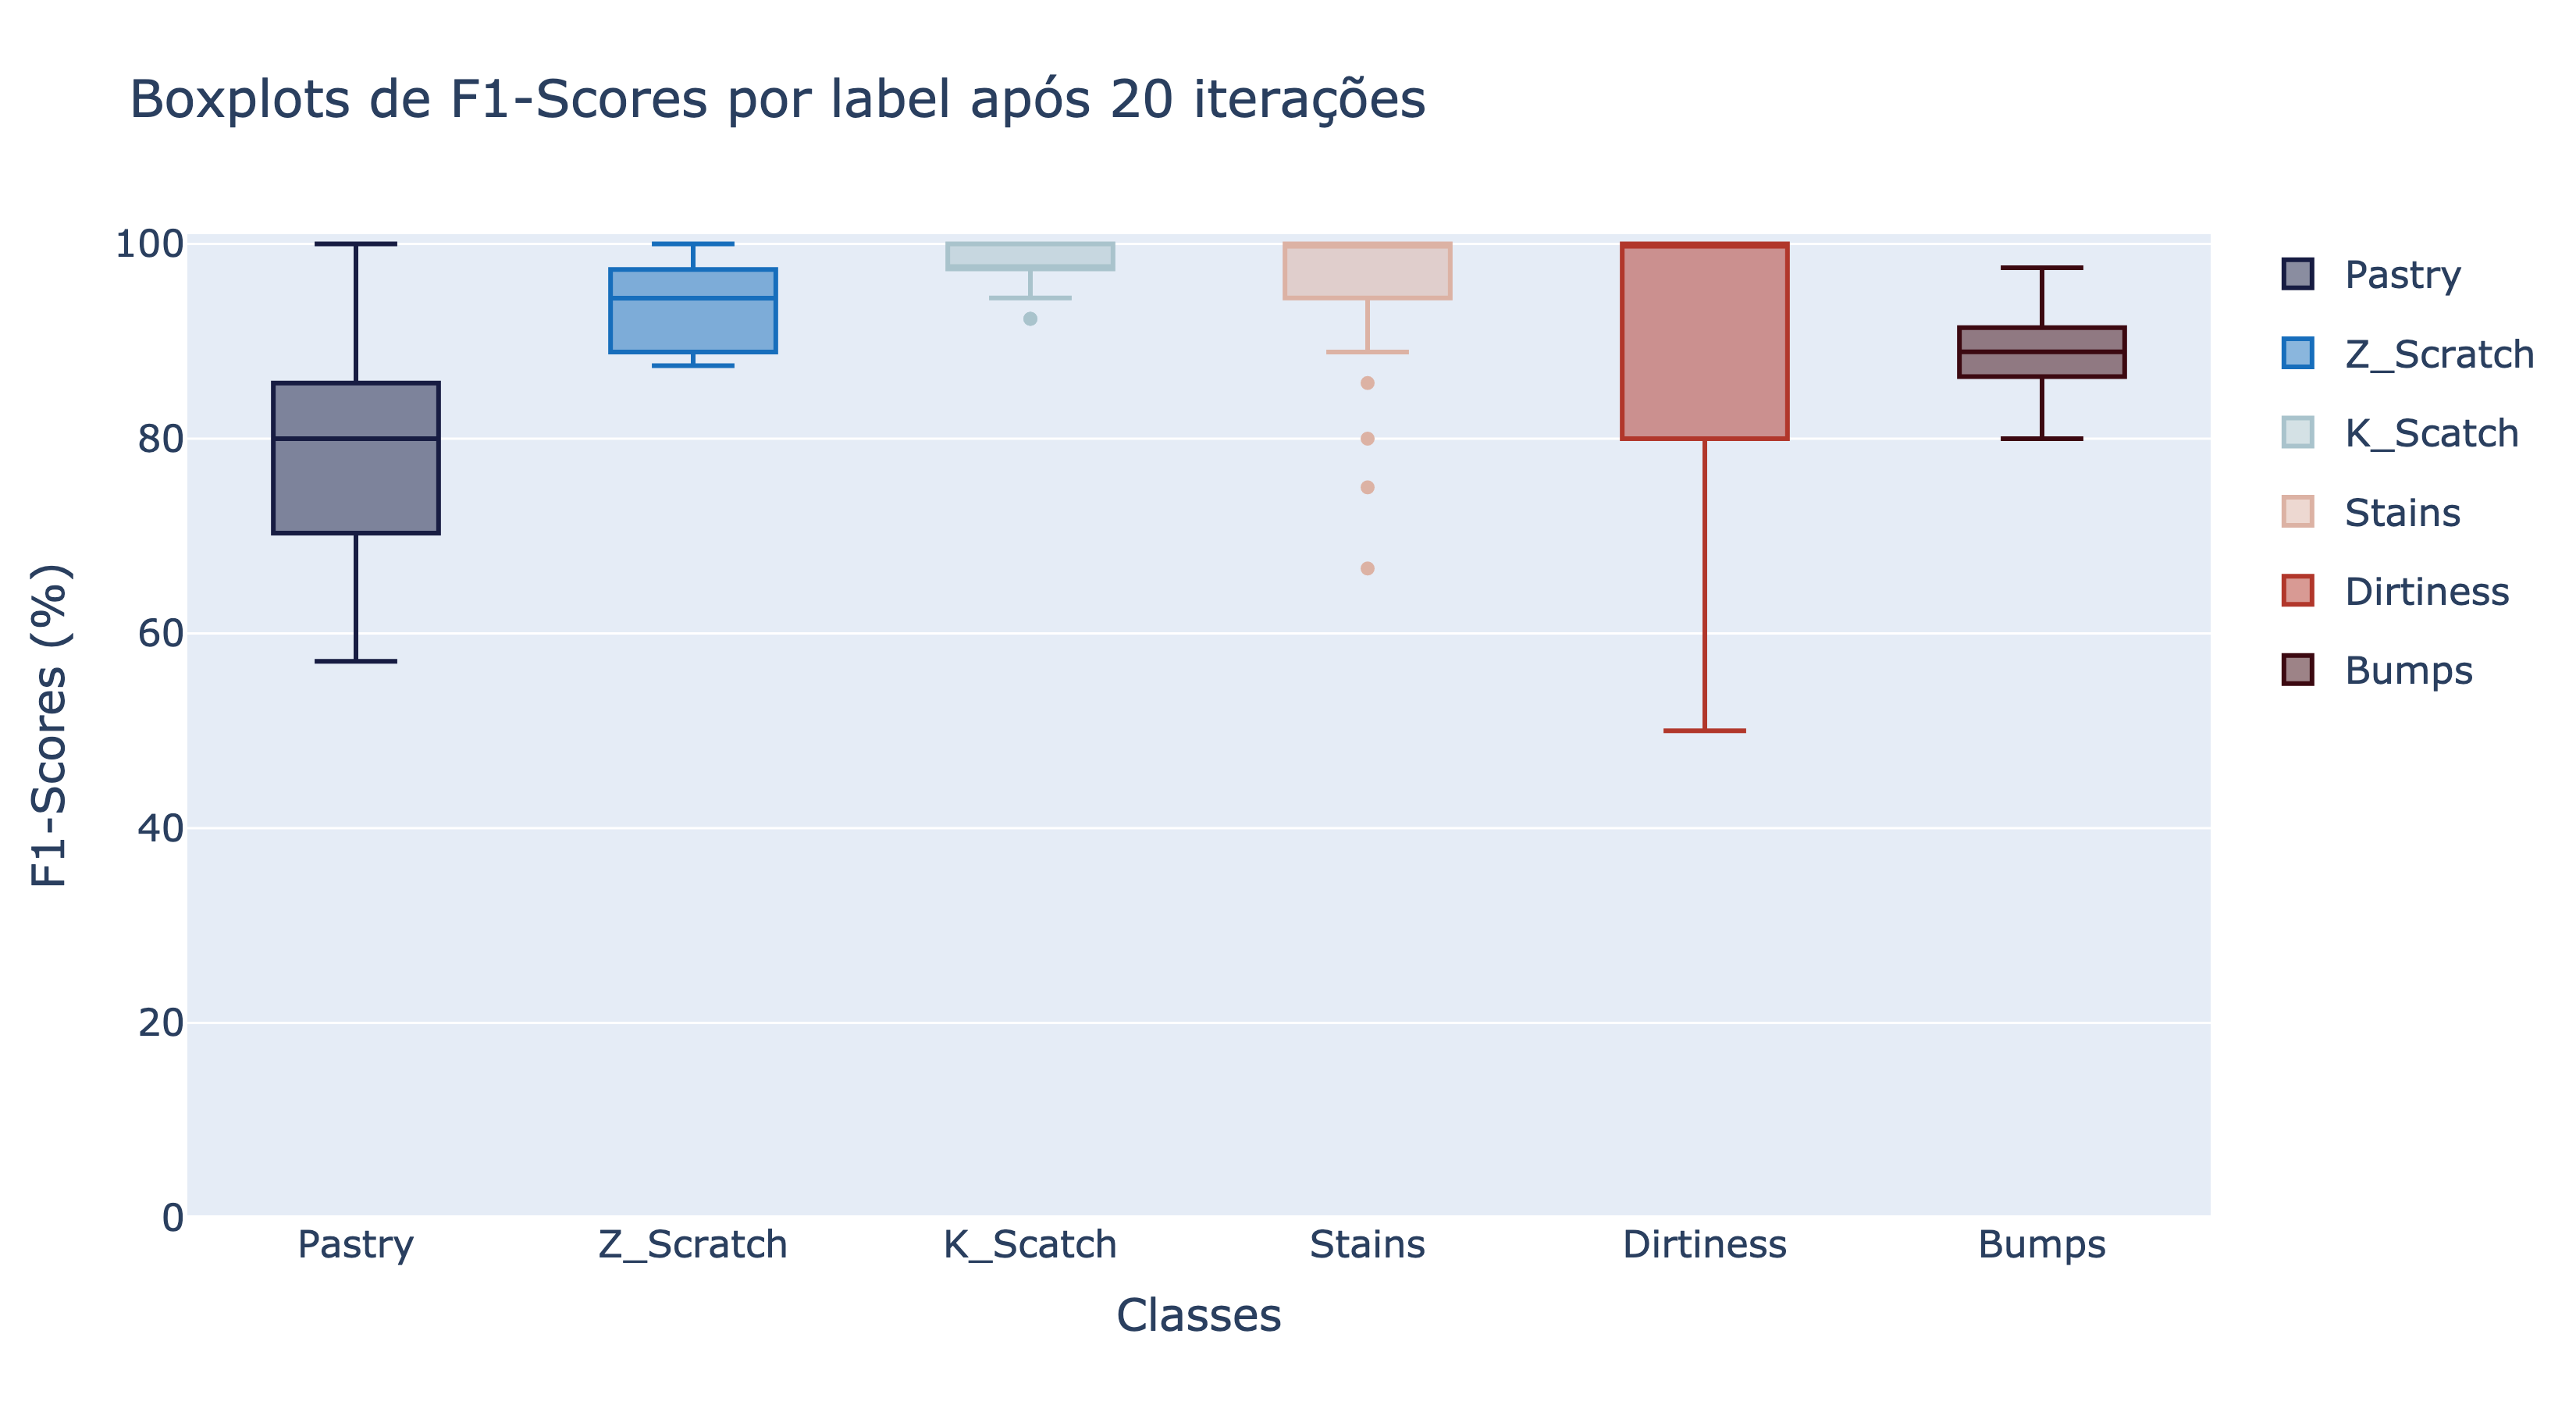 Boxplots de F1-Scores por label após 20 iterações
100
80
60
40
20
0
F1-Scores (%)
Pastry
Z_Scratch
K_Scatch
Stains
Dirtiness
Bumps
Classes
Pastry
Z_Scratch
K_Scatch
Stains
Dirtiness
Bumps